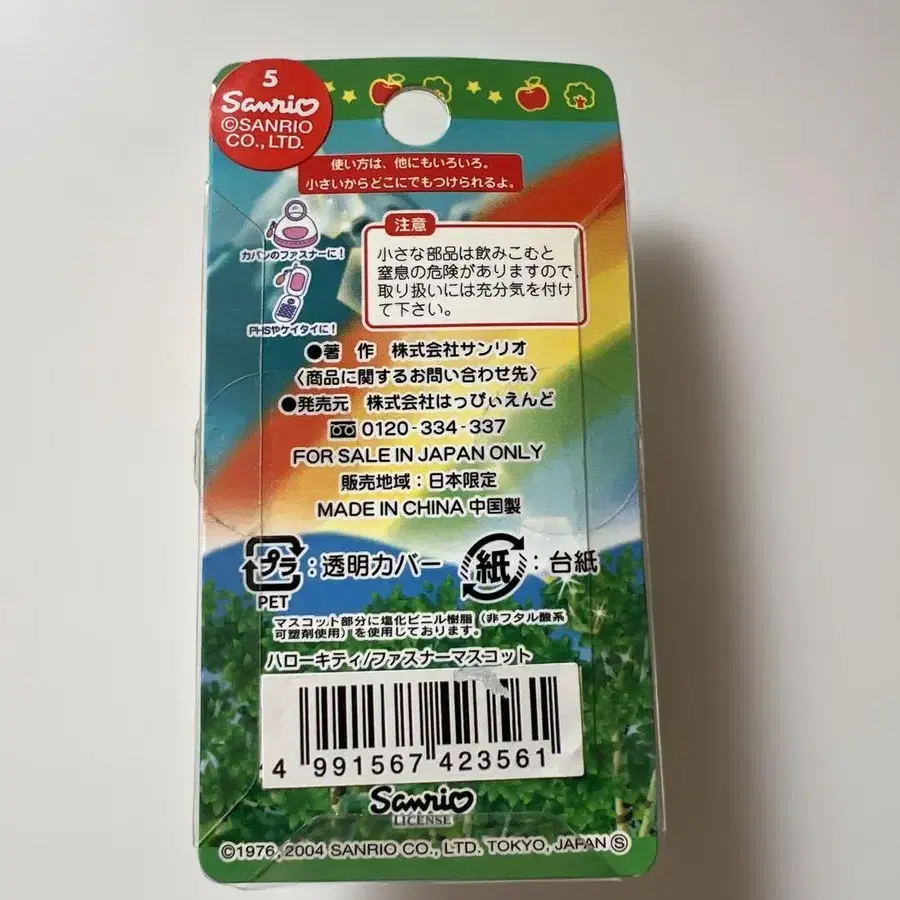 5
Sanrio
©SANRIO
CO., LTD.
使い方は、他にもいろいろ。
小さいからどこにでもつけられるよ。
カバンのファスナーに!
PHSやケイタイに!
注意
小さな部品は飲みこむと
窒息の危険がありますので
取り扱いには充分気を付け
て下さい。
●著 作 株式会社サンリオ
〈商品に関するお問い合わせ先〉
●発売元 株式会社はっぴぃえんど
0120-334-337
FOR SALE IN JAPAN ONLY
販売地域:日本限定
MADE IN CHINA 中国製
プラ:透明カバー 紙:台紙
PET
マスコット部分に塩化ビニル樹脂(非フタル酸系
可塑剤使用)を使用しております。
ハローキティ/ファスナーマスコット
4 991567 423561
Sanrio
LICENSE
©1976, 2004 SANRIO CO., LTD. TOKYO, JAPAN Ⓢ